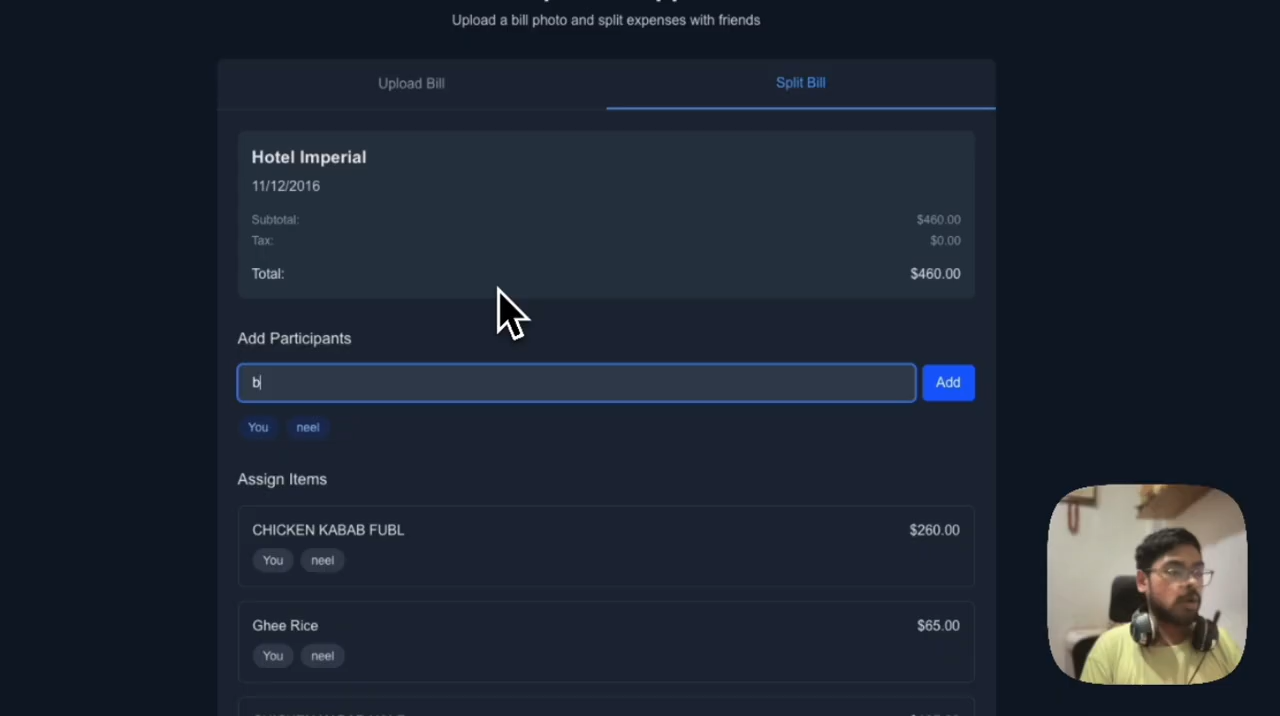 Upload a bill photo and split expenses with friends
Upload Bill
Split Bill
Hotel Imperial
11/12/2016
Subtotal: $460.00
Tax: $0.00
Total: $460.00
Add Participants
b
Add
You neel
Assign Items
CHICKEN KABAB FUBL $260.00
You neel
Ghee Rice $65.00
You neel